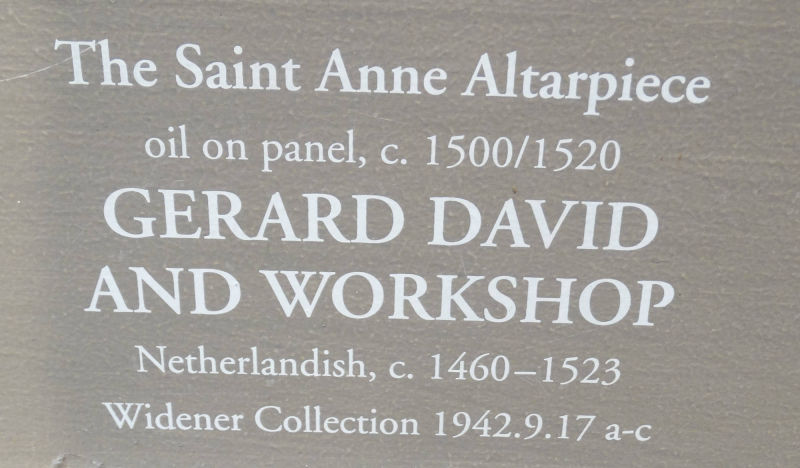 The Saint Anne Altarpiece
oil on panel, c. 1500/1520
GERARD DAVID
AND WORKSHOP
Netherlandish, c. 1460–1523
Widener Collection 1942.9.17 a-c